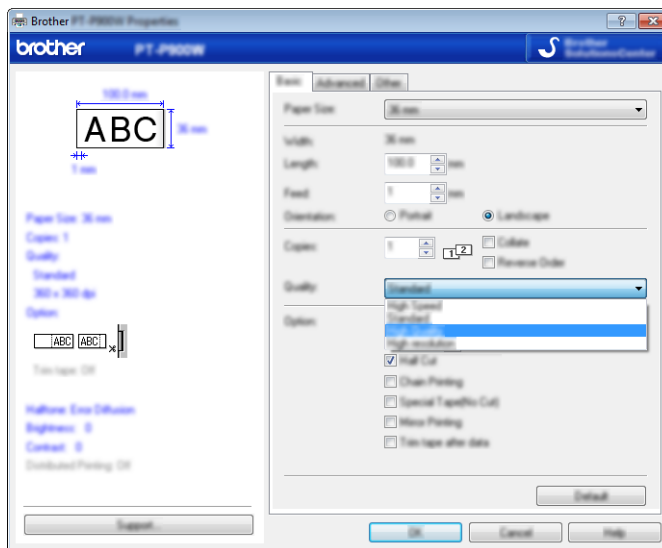 Brother PT-P900W Properties
brother PT-P900W
Brother
SolutionsCenter
100.0 mm
ABC
36 mm
1 mm
Paper Size: 36 mm
Copies: 1
Quality:
Standard
360 x 360 dpi
Option:
ABC ABC
Trim tape: Off
Halftone: Error Diffusion
Brightness: 0
Contrast: 0
Distributed Printing: Off
Support...
Basic Advanced Other
Paper Size: 36 mm
Width: 36 mm
Length: 100.0 mm
Feed: 1 mm
Orientation: Portrait Landscape
Copies: 1 1 2 Collate
Reverse Order
Quality: Standard
High Speed
Standard
High Quality
High resolution
Option:
Half Cut
Chain Printing
Special Tape(No Cut)
Mirror Printing
Trim tape after data
Default
OK Cancel Help